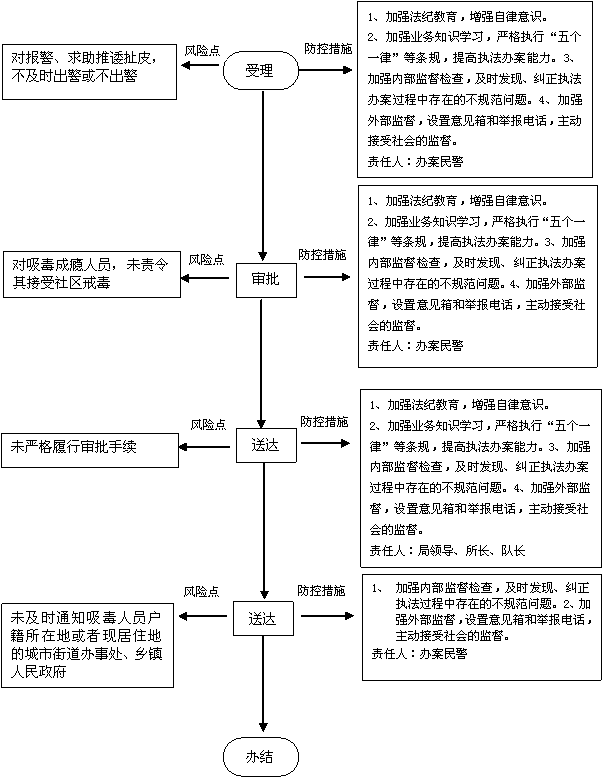 对报警、求助推诿扯皮，
不及时出警或不出警
风险点
受理
防控措施
1、加强法纪教育，增强自律意识。
2、加强业务知识学习，严格执行“五个
一律”等条规，提高执法办案能力。3、
加强内部监督检查，及时发现、纠正执法
办案过程中存在的不规范问题。4、加强
外部监督，设置意见箱和举报电话，主动
接受社会的监督。
责任人：办案民警
对吸毒成瘾人员，未责令
其接受社区戒毒
风险点
审批
防控措施
1、加强法纪教育，增强自律意识。
2、加强业务知识学习，严格执行“五个一
律”等条规，提高执法办案能力。3、加强
内部监督检查，及时发现、纠正执法办案
过程中存在的不规范问题。4、加强外部监
督，设置意见箱和举报电话，主动接受社
会的监督。
责任人：办案民警
未严格履行审批手续
风险点
送达
防控措施
1、加强法纪教育，增强自律意识。
2、加强业务知识学习，严格执行“五个一
律”等条规，提高执法办案能力。3、加强
内部监督检查，及时发现、纠正执法办案
过程中存在的不规范问题。4、加强外部监
督，设置意见箱和举报电话，主动接受社
会的监督。
责任人：局领导、所长、队长
未及时通知吸毒人员户
籍所在地或者现居住地
的城市街道办事处、乡镇
人民政府
风险点
送达
防控措施
1、 加强内部监督检查，及时发现、纠正
执法过程中存在的不规范问题。2、加
强外部监督，设置意见箱和举报电话，
主动接受社会的监督。
责任人：办案民警
办结